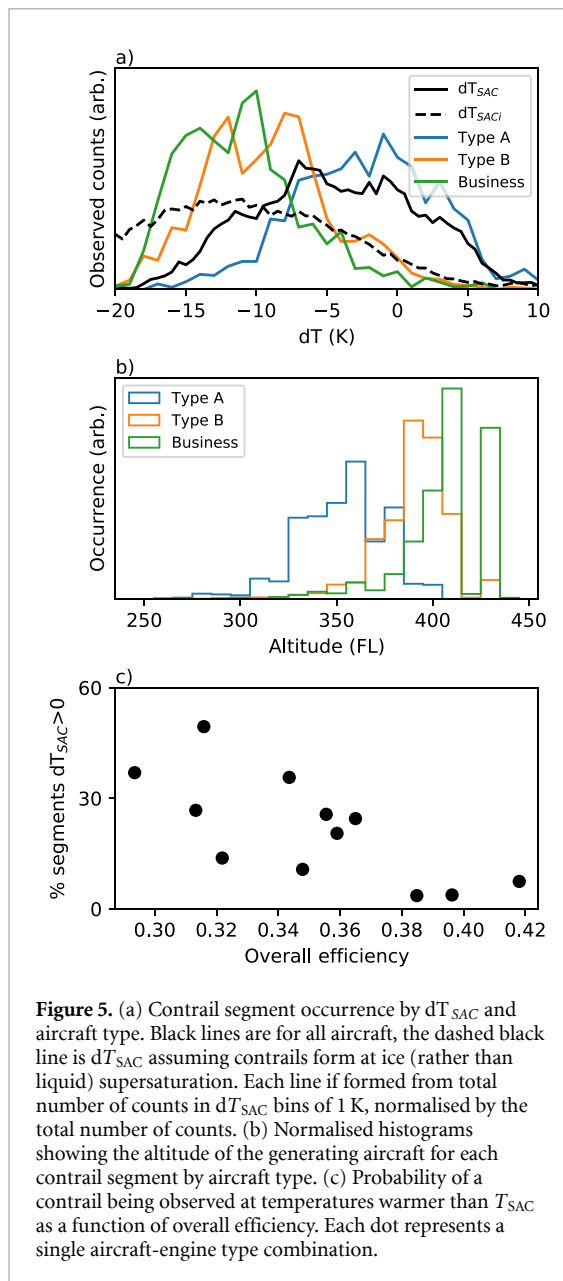 a)
Observed counts (arb.)
dT_SAC
dT_SACi
Type A
Type B
Business
−20 −15 −10 −5 0 5 10
dT (K)
b)
Occurrence (arb.)
Type A
Type B
Business
250 300 350 400 450
Altitude (FL)
c)
% segments dT_SAC>0
60
30
0
0.30 0.32 0.34 0.36 0.38 0.40 0.42
Overall efficiency
Figure 5. (a) Contrail segment occurrence by dT_SAC and
aircraft type. Black lines are for all aircraft, the dashed black
line is dT_SAC assuming contrails form at ice (rather than
liquid) supersaturation. Each line if formed from total
number of counts in dT_SAC bins of 1 K, normalised by the
total number of counts. (b) Normalised histograms
showing the altitude of the generating aircraft for each
contrail segment by aircraft type. (c) Probability of a
contrail being observed at temperatures warmer than T_SAC
as a function of overall efficiency. Each dot represents a
single aircraft-engine type combination.